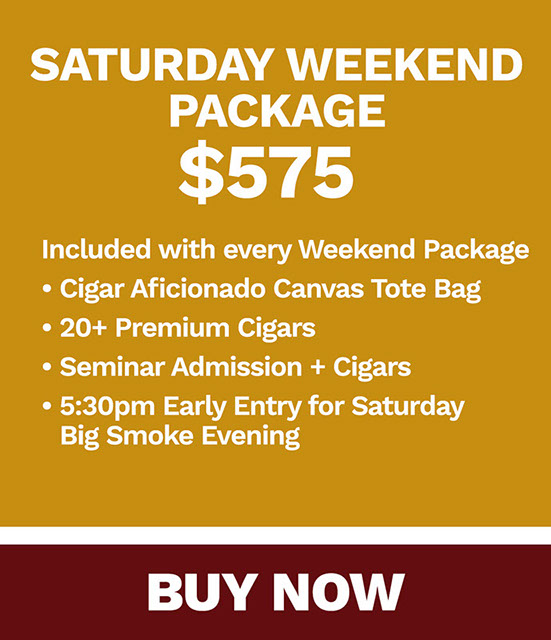 SATURDAY WEEKEND
PACKAGE
$575
Included with every Weekend Package
• Cigar Aficionado Canvas Tote Bag
• 20+ Premium Cigars
• Seminar Admission + Cigars
• 5:30pm Early Entry for Saturday
Big Smoke Evening
BUY NOW